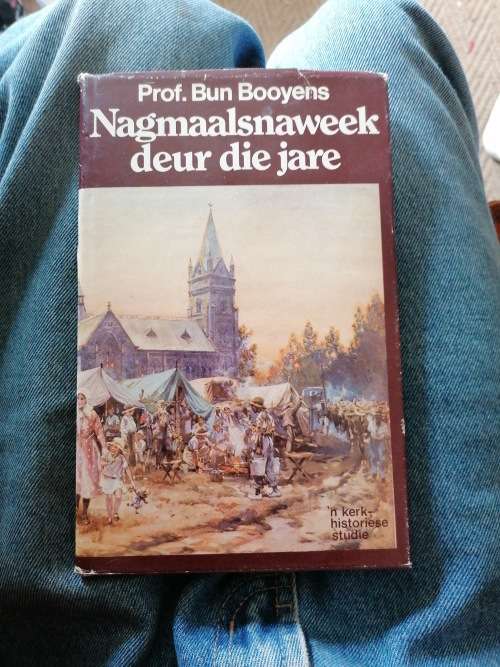 Prof. Bun Booyens
Nagmaalsnaweek
deur die jare
'n kerk-
historiese
studie